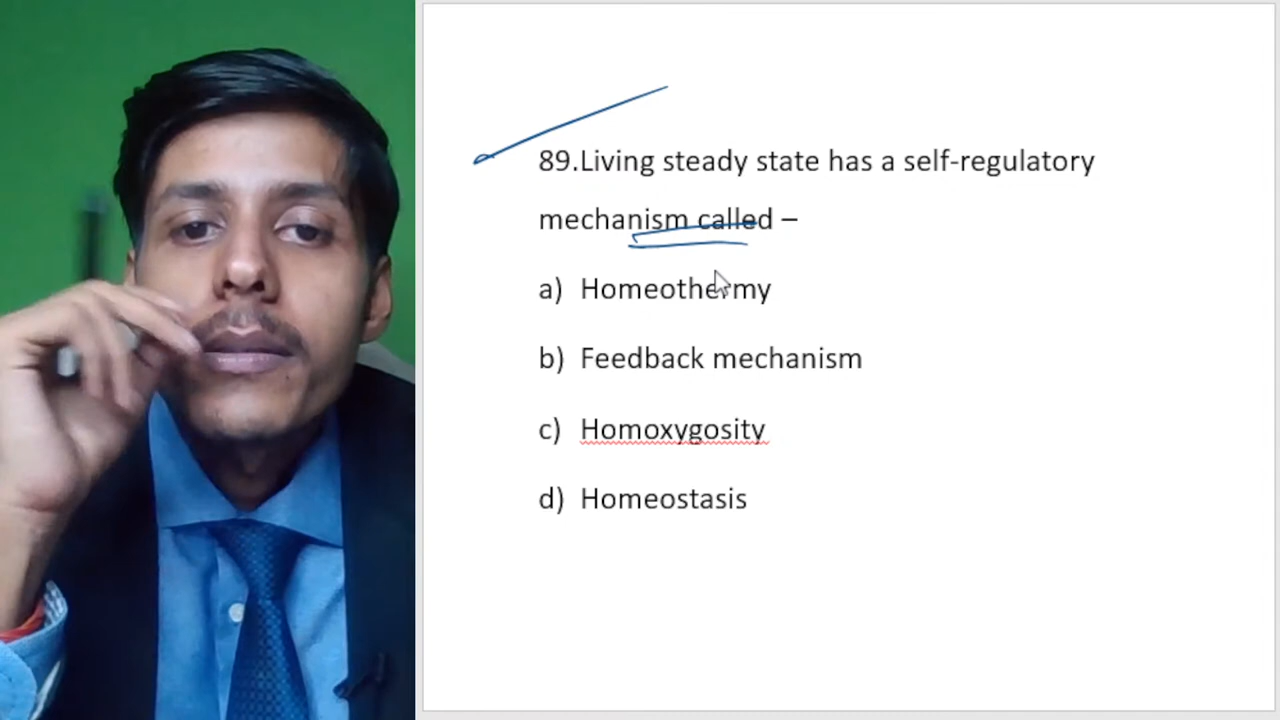 89.Living steady state has a self-regulatory
mechanism called –
a) Homeothermy
b) Feedback mechanism
c) Homoxygosity
d) Homeostasis